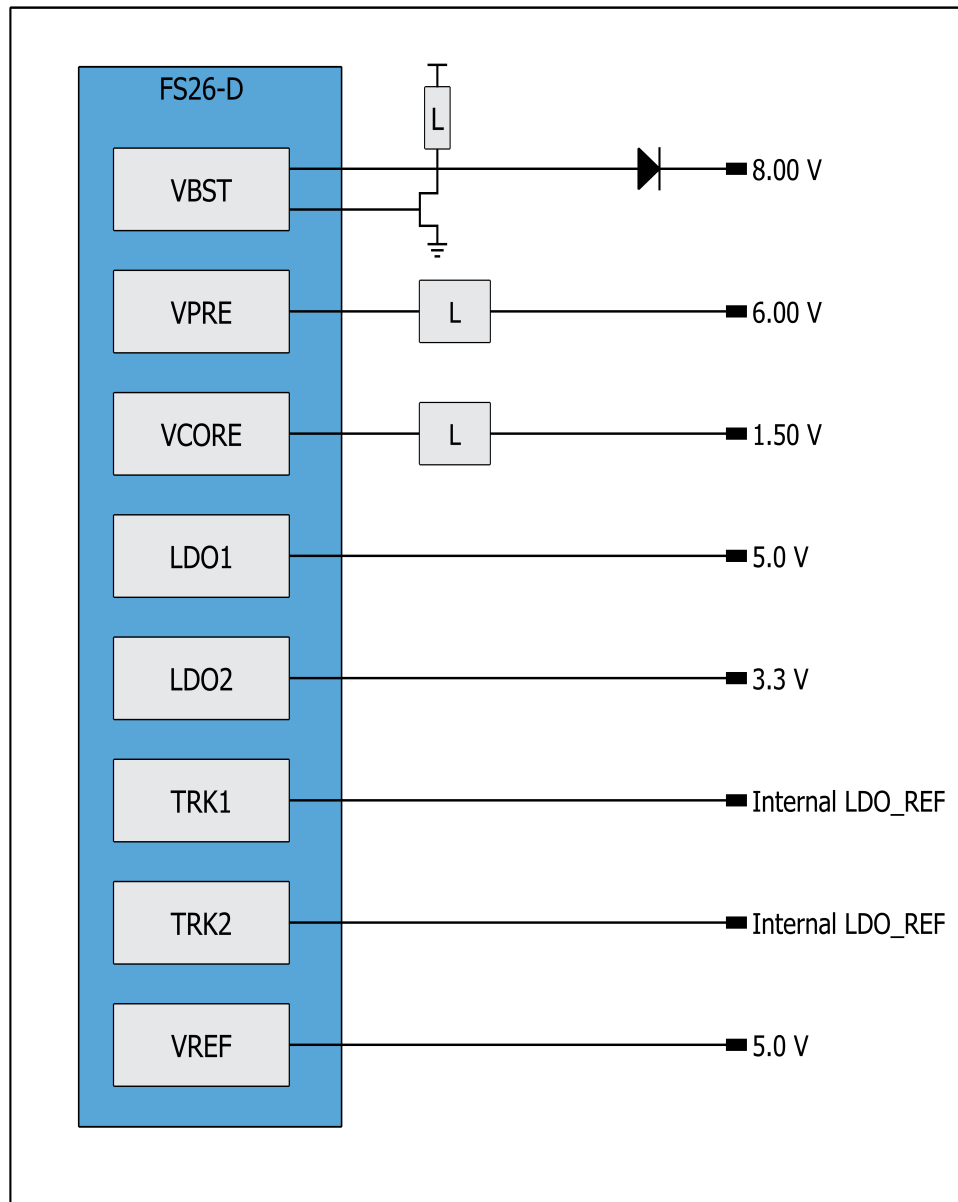 FS26-D
L
VBST
8.00 V
VPRE
L
6.00 V
VCORE
L
1.50 V
LDO1
5.0 V
LDO2
3.3 V
TRK1
Internal LDO_REF
TRK2
Internal LDO_REF
VREF
5.0 V